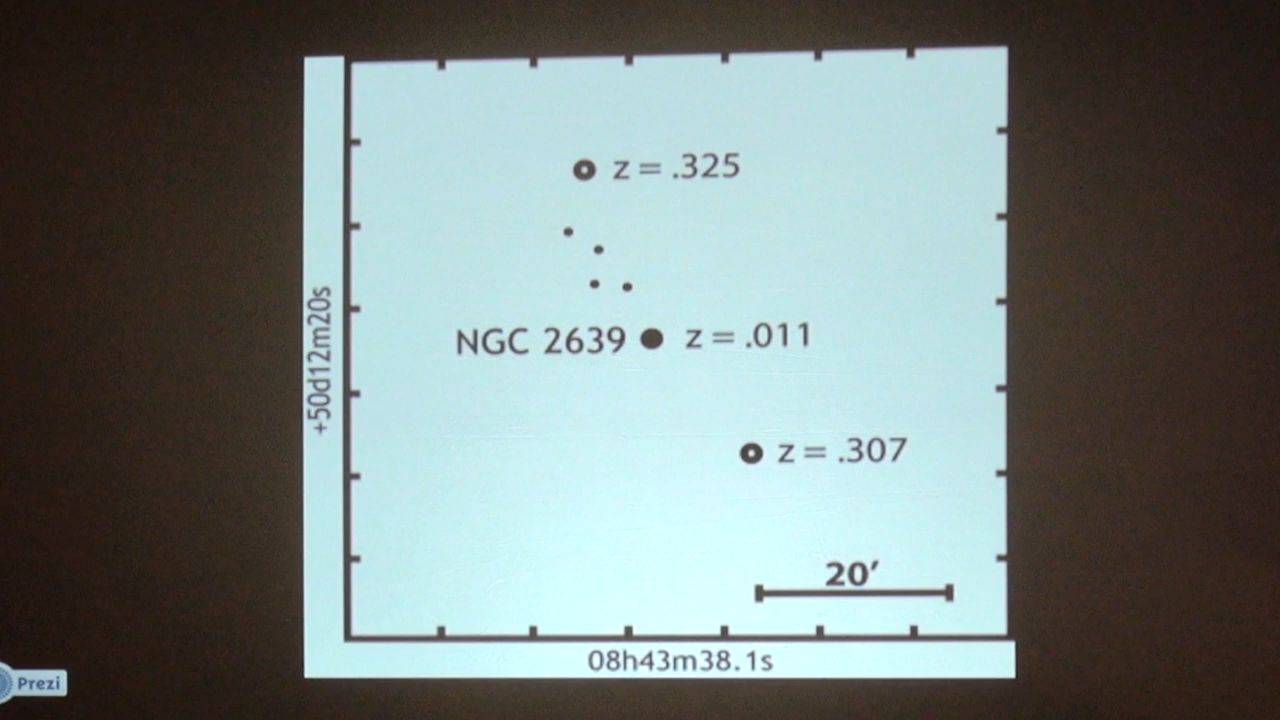 z = .325
NGC 2639
z = .011
z = .307
20′
+50d12m20s
08h43m38.1s
Prezi